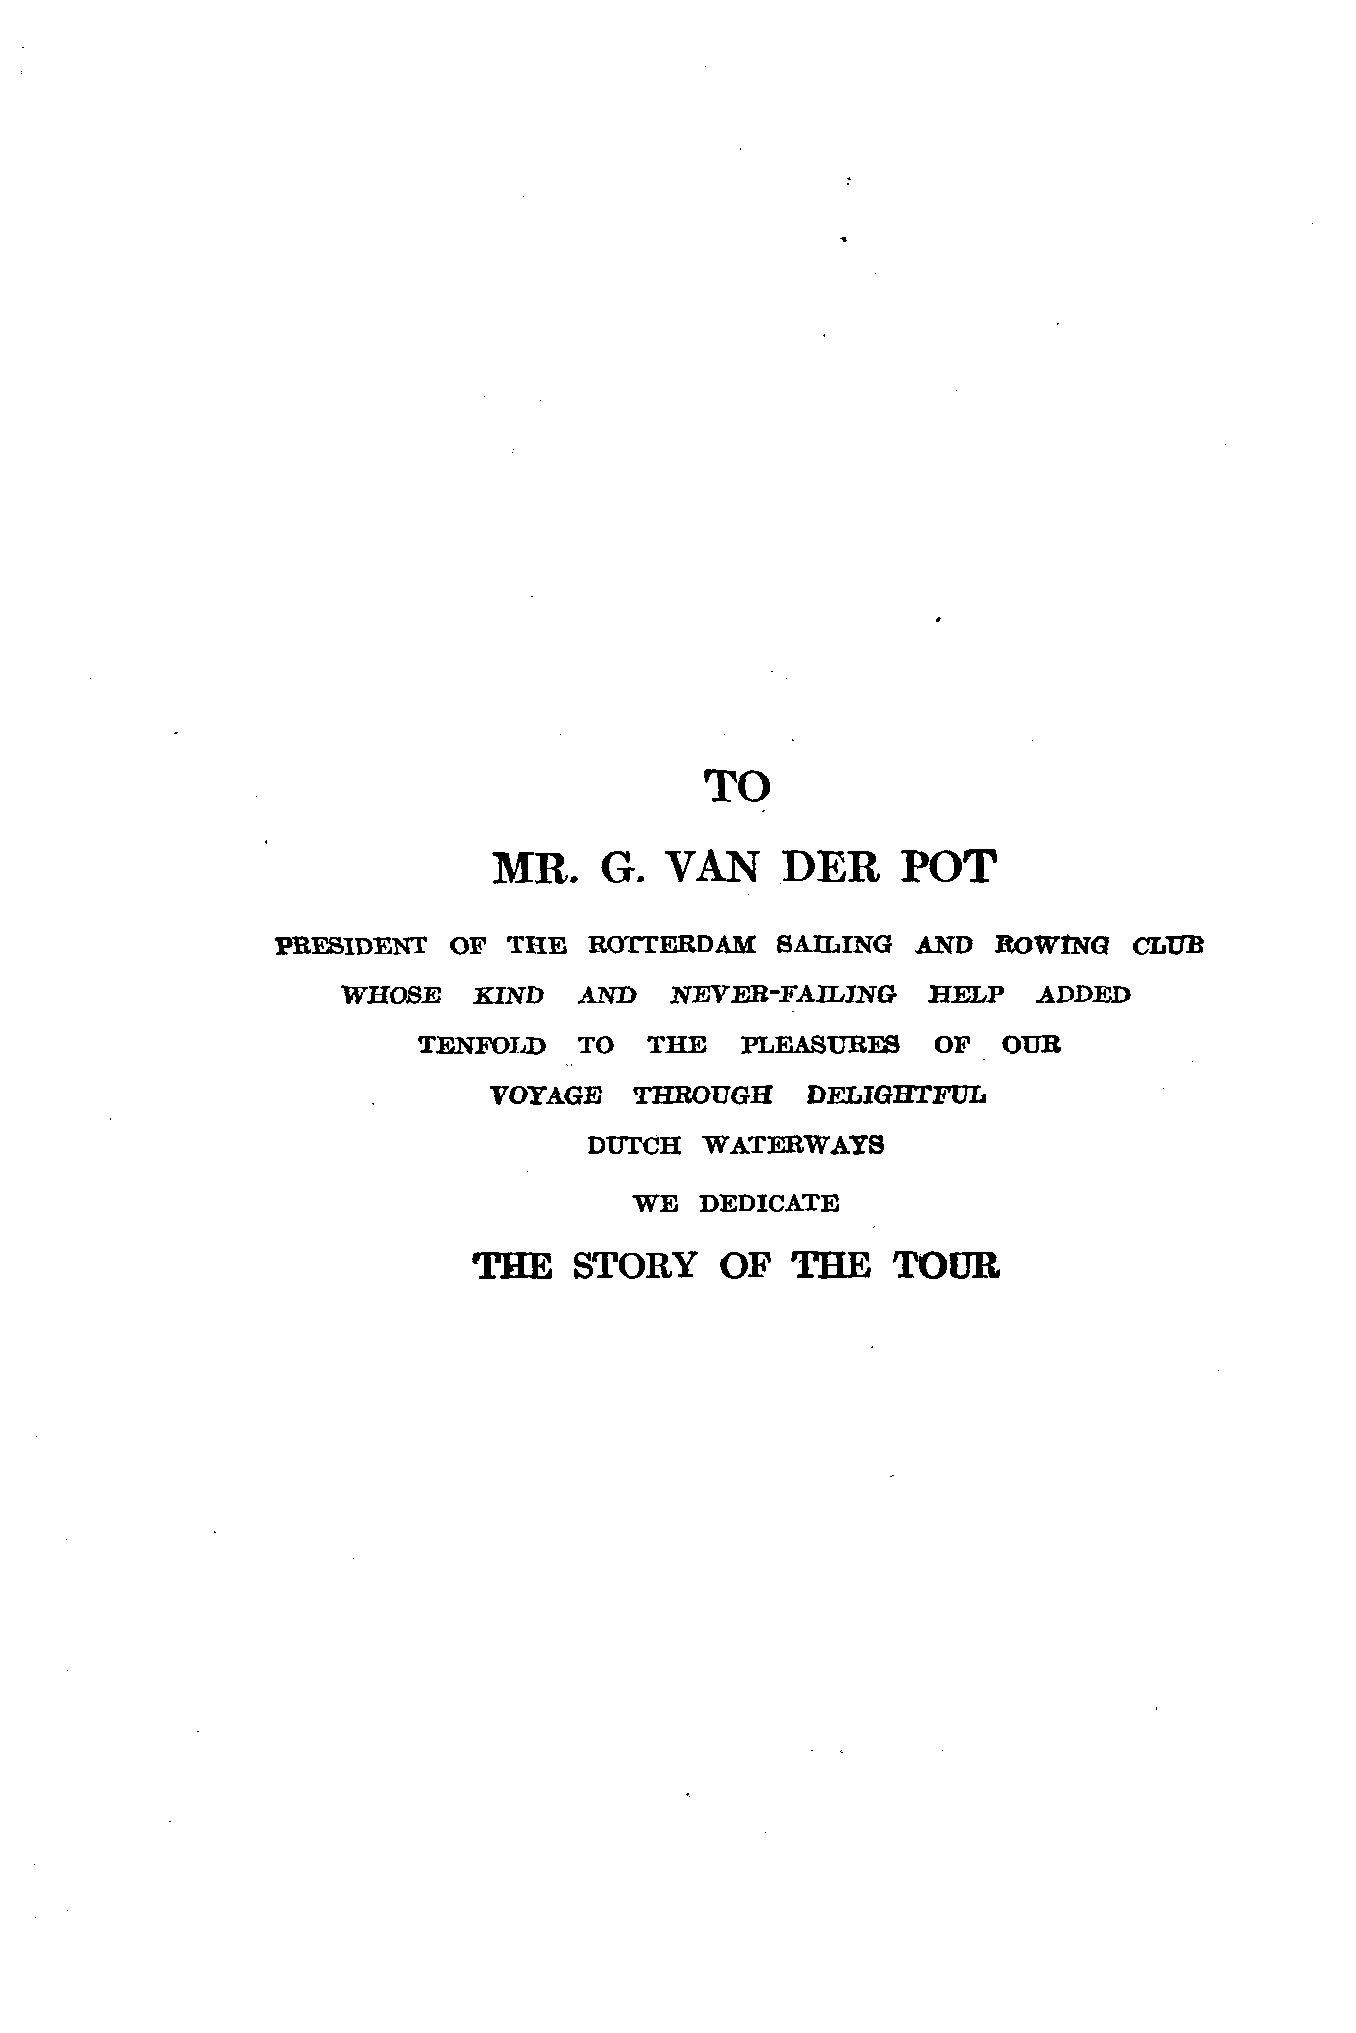 TO
MR. G. VAN DER POT
PRESIDENT OF THE ROTTERDAM SAILING AND ROWING CLUB
WHOSE KIND AND NEVER-FAILING HELP ADDED
TENFOLD TO THE PLEASURES OF OUR
VOYAGE THROUGH DELIGHTFUL
DUTCH WATERWAYS
WE DEDICATE
THE STORY OF THE TOUR